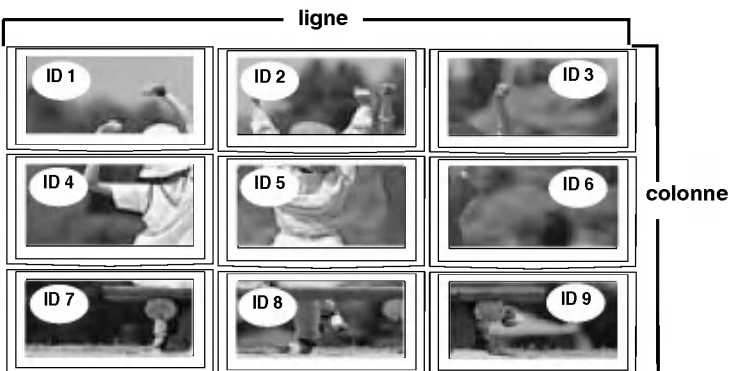 ligne
ID 1
ID 2
ID 3
ID 4
ID 5
ID 6
colonne
ID 7
ID 8
ID 9